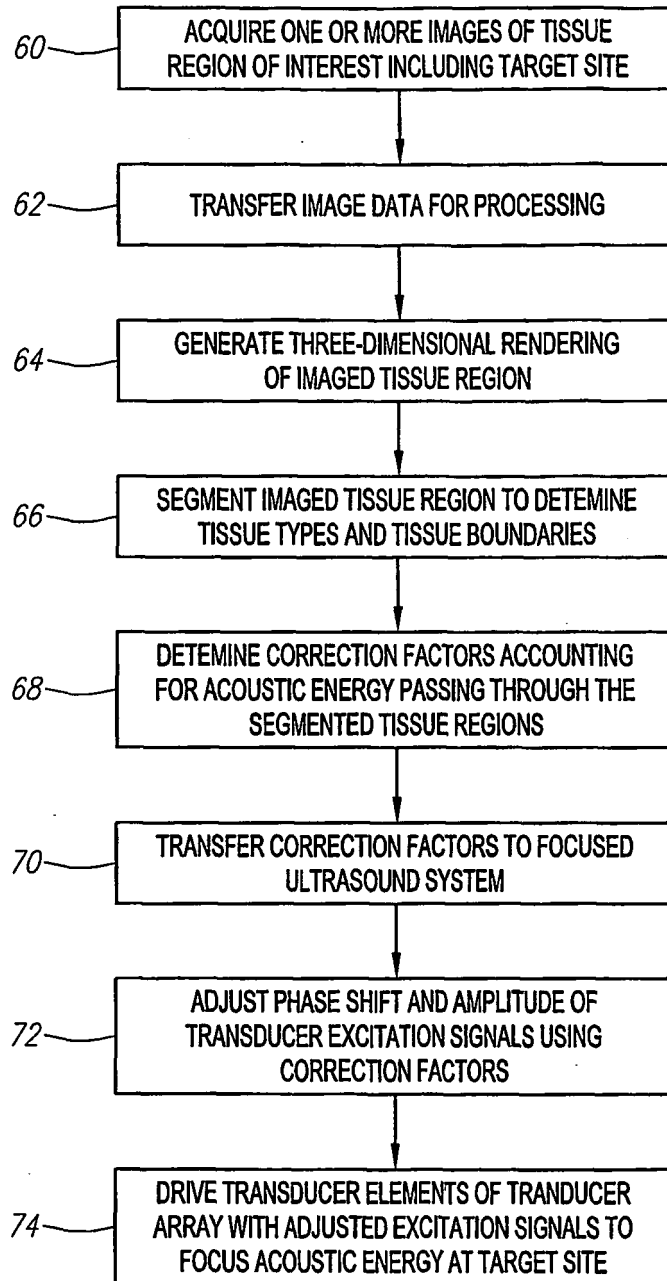 60
ACQUIRE ONE OR MORE IMAGES OF TISSUE
REGION OF INTEREST INCLUDING TARGET SITE
62
TRANSFER IMAGE DATA FOR PROCESSING
64
GENERATE THREE-DIMENSIONAL RENDERING
OF IMAGED TISSUE REGION
66
SEGMENT IMAGED TISSUE REGION TO DETEMINE
TISSUE TYPES AND TISSUE BOUNDARIES
68
DETEMINE CORRECTION FACTORS ACCOUNTING
FOR ACOUSTIC ENERGY PASSING THROUGH THE
SEGMENTED TISSUE REGIONS
70
TRANSFER CORRECTION FACTORS TO FOCUSED
ULTRASOUND SYSTEM
72
ADJUST PHASE SHIFT AND AMPLITUDE OF
TRANSDUCER EXCITATION SIGNALS USING
CORRECTION FACTORS
74
DRIVE TRANSDUCER ELEMENTS OF TRANDUCER
ARRAY WITH ADJUSTED EXCITATION SIGNALS TO
FOCUS ACOUSTIC ENERGY AT TARGET SITE